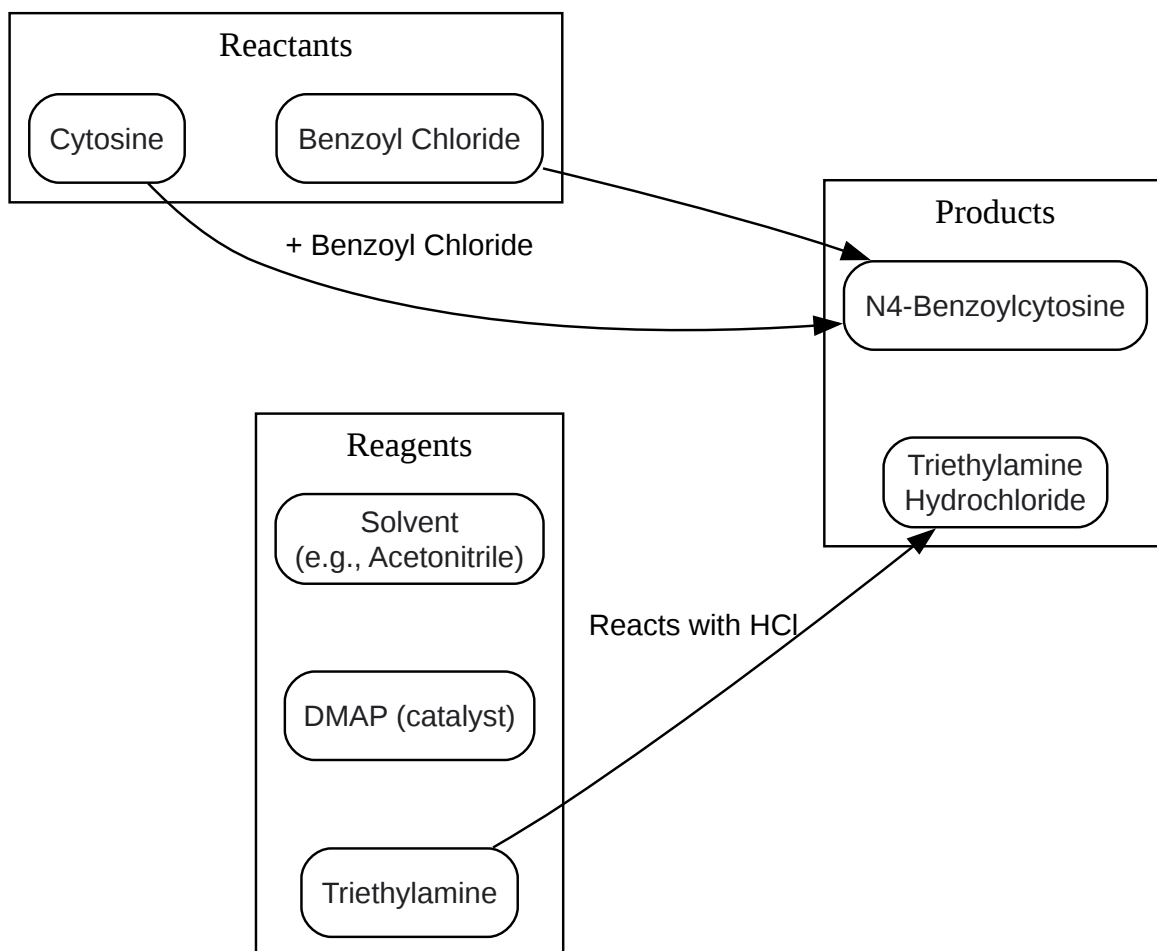 Reactants
Cytosine
Benzoyl Chloride
+ Benzoyl Chloride
Products
N4-Benzoylcytosine
Triethylamine
Hydrochloride
Reagents
Solvent
(e.g., Acetonitrile)
Reacts with HCl
DMAP (catalyst)
Triethylamine